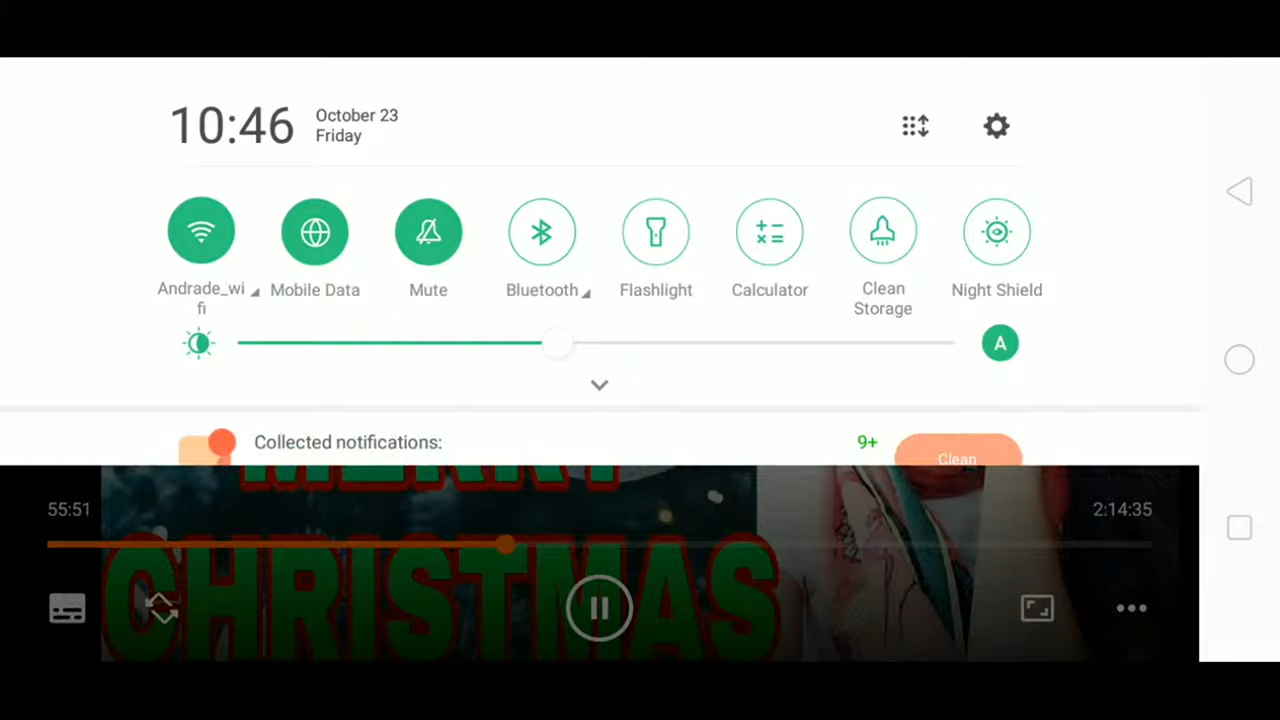 10:46
October 23
Friday
Andrade_wi
fi
Mobile Data
Mute
Bluetooth
Flashlight
Calculator
Clean
Storage
Night Shield
A
Collected notifications:
9+
Clean
MERRY
55:51
2:14:35
CHRISTMAS